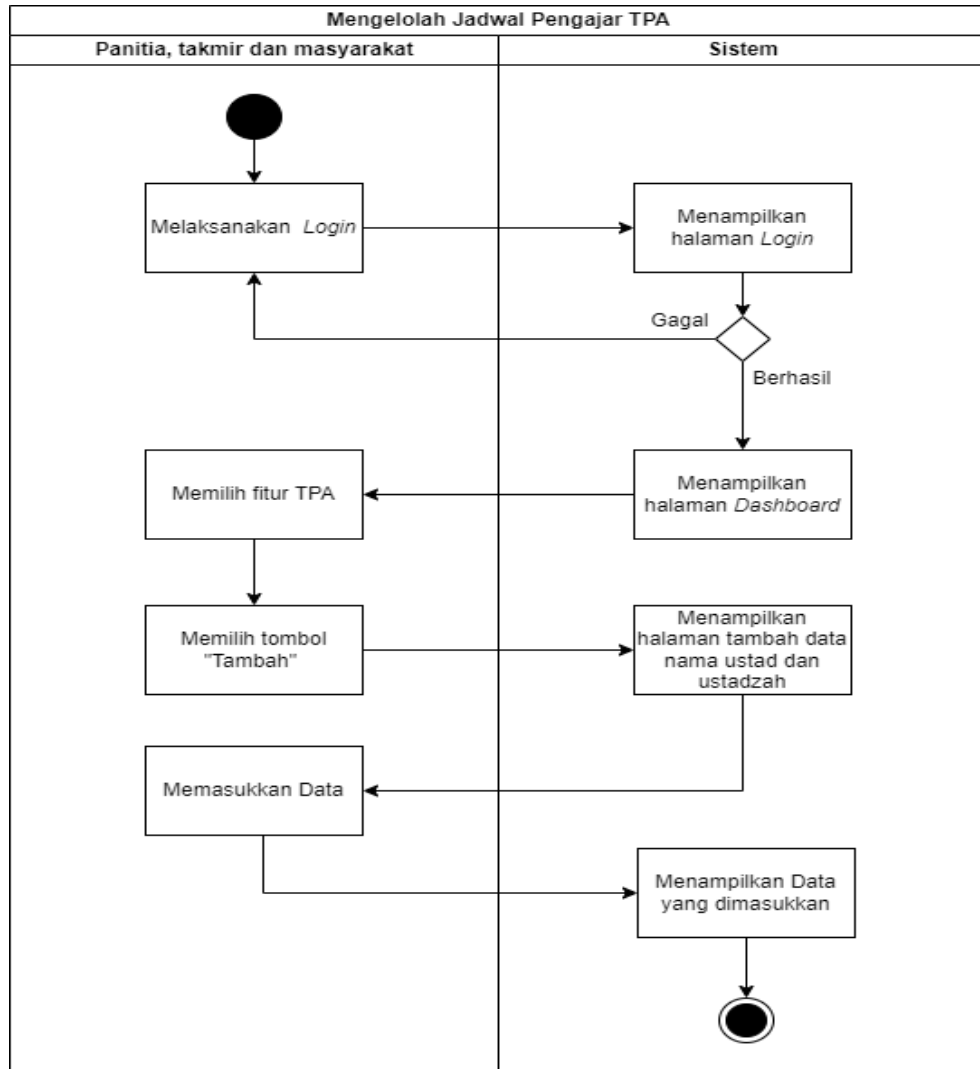 Mengelolah Jadwal Pengajar TPA
Panitia, takmir dan masyarakat
Sistem
Melaksanakan Login
Menampilkan
halaman Login
Gagal
Berhasil
Memilih fitur TPA
Menampilkan
halaman Dashboard
Memilih tombol
"Tambah"
Menampilkan
halaman tambah data
nama ustad dan
ustadzah
Memasukkan Data
Menampilkan Data
yang dimasukkan